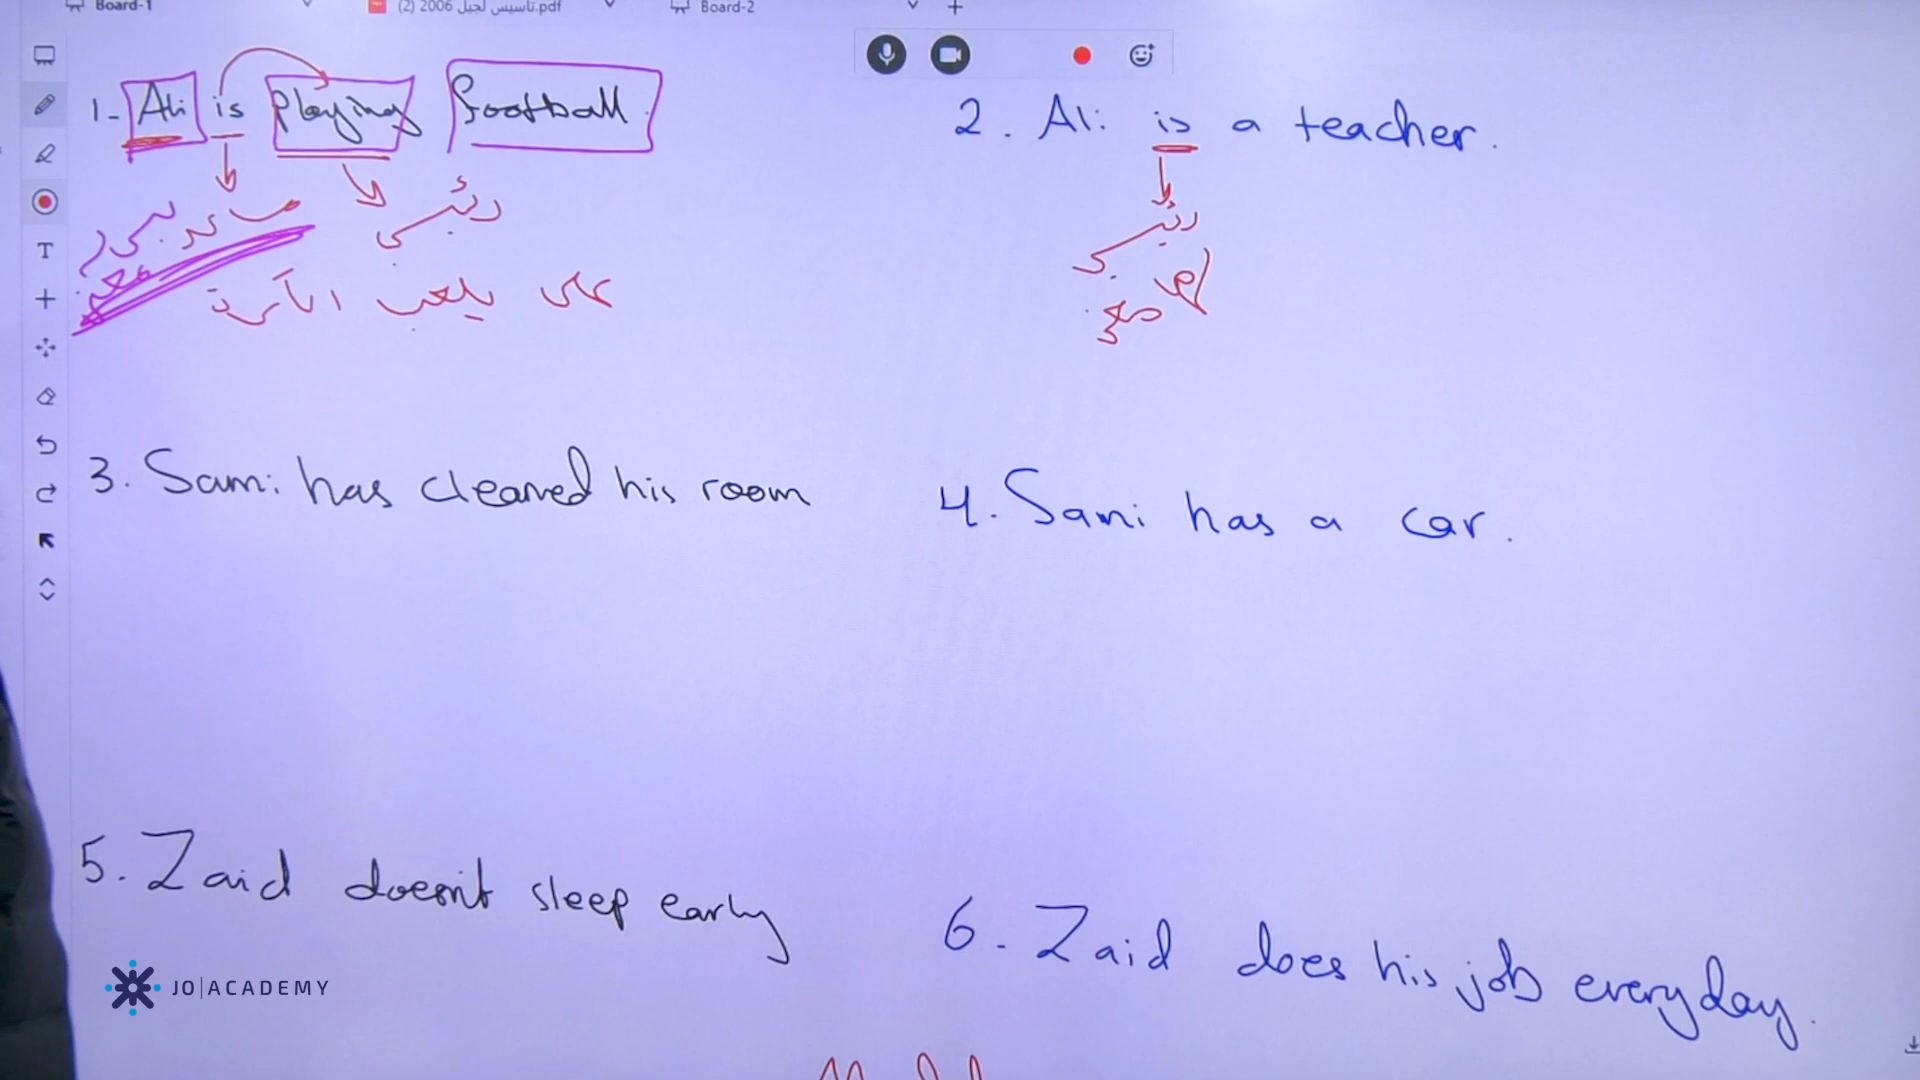 Board-1
تاسيس لجيل 2006 (2).pdf
Board-2
1- Ali is playing football.
مساعد
رئيسي
علي يلعب الكرة
2. Ali is a teacher.
رئيسي
3. Sami has cleaned his room
4. Sami has a car.
5. Zaid doesn't sleep early
6. Zaid does his job everyday.
JO|ACADEMY